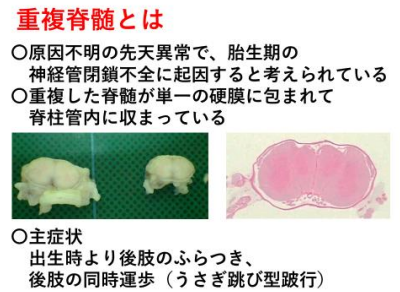 重複脊髄とは
〇原因不明の先天異常で、胎生期の
神経管閉鎖不全に起因すると考えられている
〇重複した脊髄が単一の硬膜に包まれて
脊柱管内に収まっている
〇主症状
出生時より後肢のふらつき、
後肢の同時運歩（うさぎ跳び型跛行）